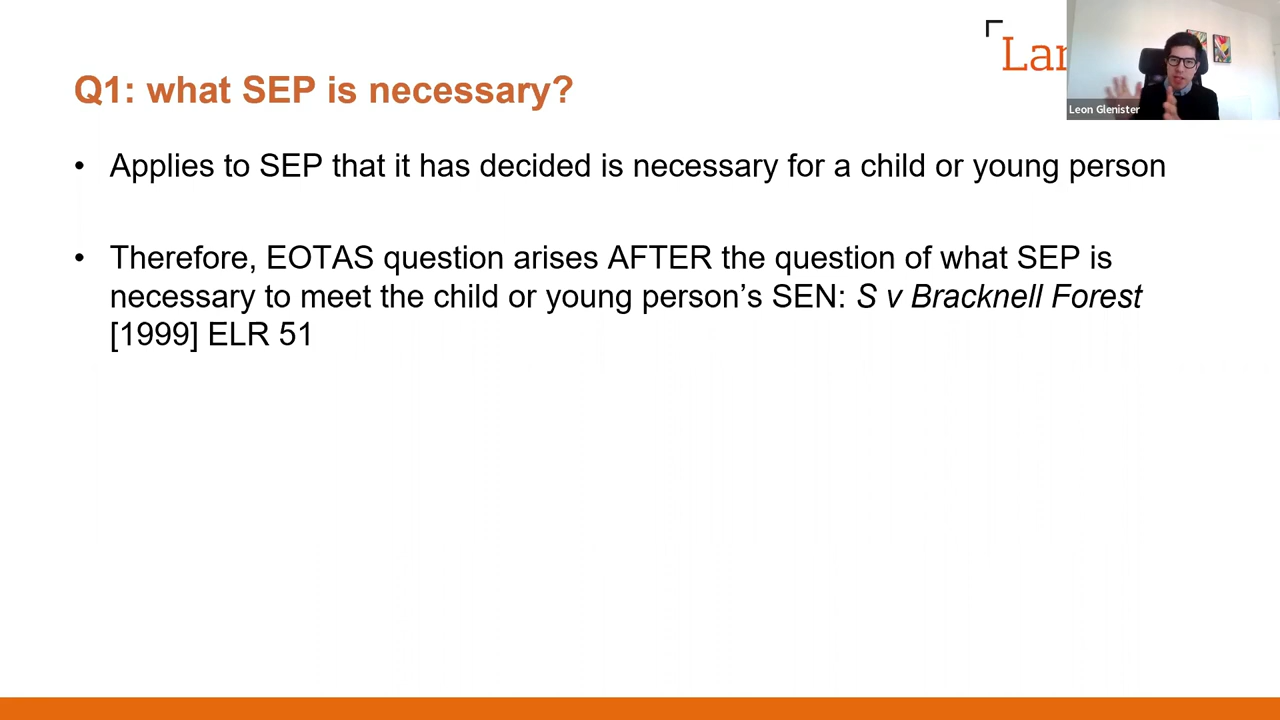 Lan
Leon Glenister
Q1: what SEP is necessary?
• Applies to SEP that it has decided is necessary for a child or young person
• Therefore, EOTAS question arises AFTER the question of what SEP is
necessary to meet the child or young person’s SEN: S v Bracknell Forest
[1999] ELR 51